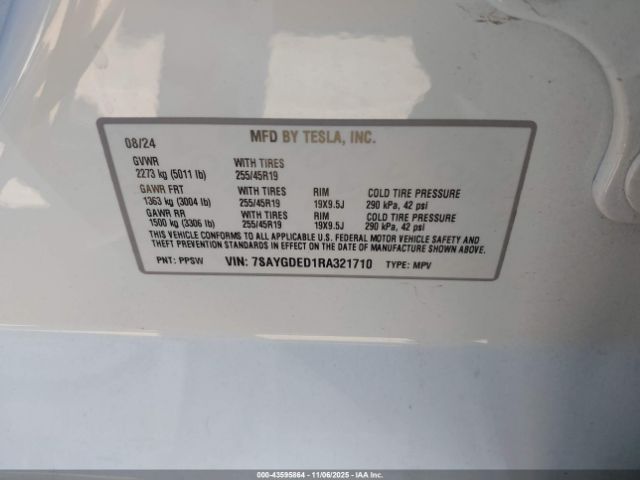 08/24 MFD BY TESLA, INC.
GVWR WITH TIRES
2273 kg (5011 lb) 255/45R19
GAWR FRT WITH TIRES RIM COLD TIRE PRESSURE
1363 kg (3004 lb) 255/45R19 19X9.5J 290 kPa, 42 psi
GAWR RR WITH TIRES RIM COLD TIRE PRESSURE
1500 kg (3306 lb) 255/45R19 19X9.5J 290 kPa, 42 psi
THIS VEHICLE CONFORMS TO ALL APPLICABLE U.S. FEDERAL MOTOR VEHICLE SAFETY AND
THEFT PREVENTION STANDARDS IN EFFECT ON THE DATE OF MANUFACTURE SHOWN ABOVE.
PNT: PPSW VIN: 7SAYGDED1RA321710 TYPE: MPV
000-43595864 - 11/06/2025 - IAA Inc.